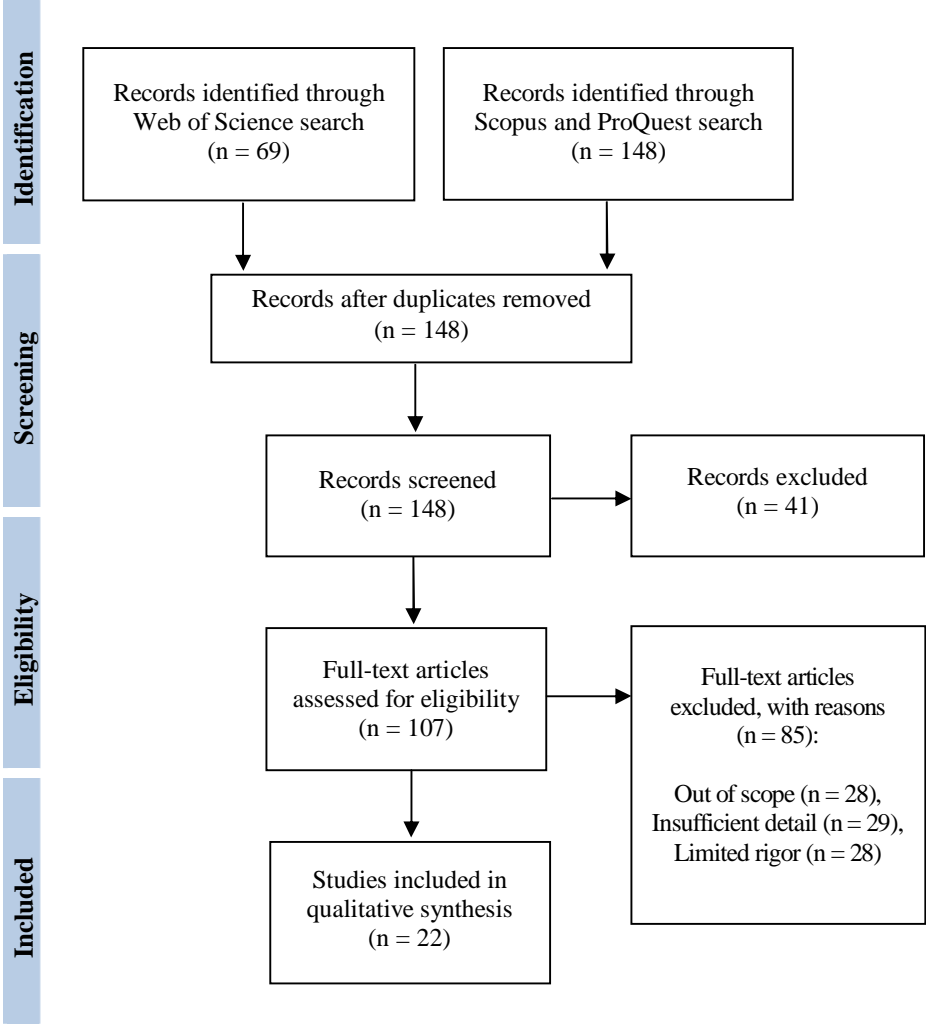 Identification
Records identified through
Web of Science search
(n = 69)
Records identified through
Scopus and ProQuest search
(n = 148)
Screening
Records after duplicates removed
(n = 148)
Records screened
(n = 148)
Records excluded
(n = 41)
Eligibility
Full-text articles
assessed for eligibility
(n = 107)
Full-text articles
excluded, with reasons
(n = 85):
Out of scope (n = 28),
Insufficient detail (n = 29),
Limited rigor (n = 28)
Included
Studies included in
qualitative synthesis
(n = 22)